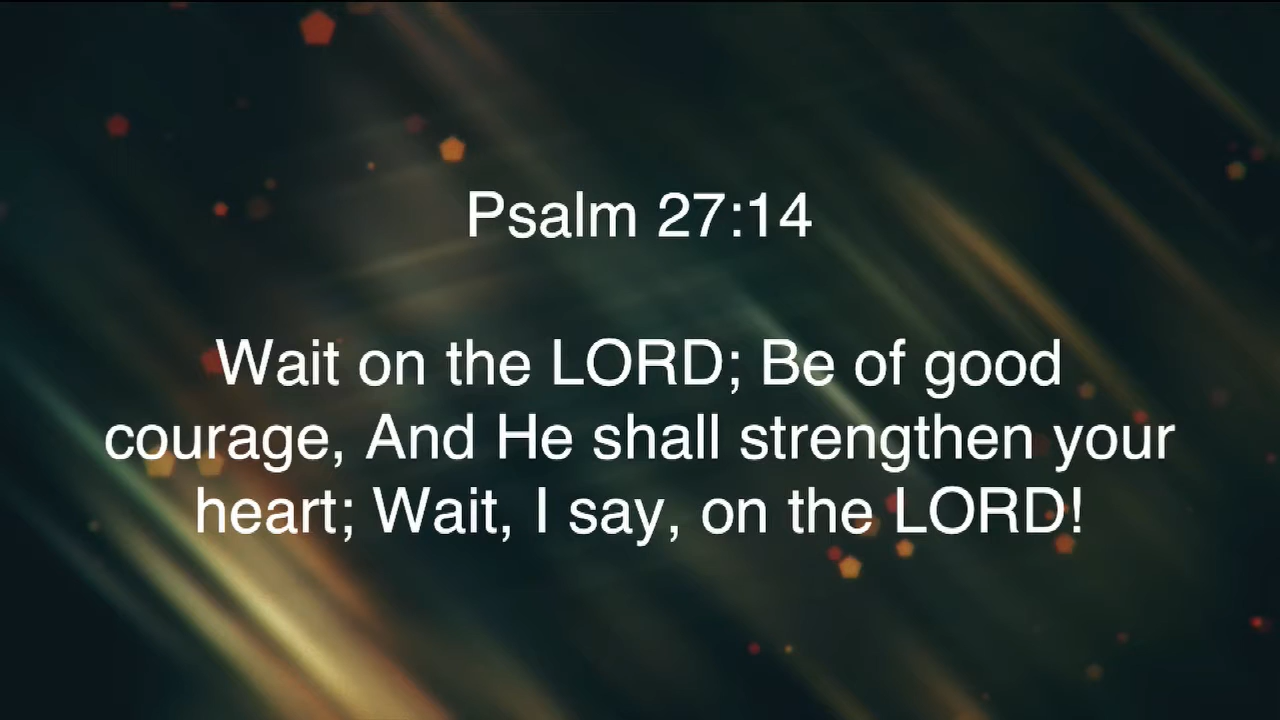 Psalm 27:14
Wait on the LORD; Be of good
courage, And He shall strengthen your
heart; Wait, I say, on the LORD!